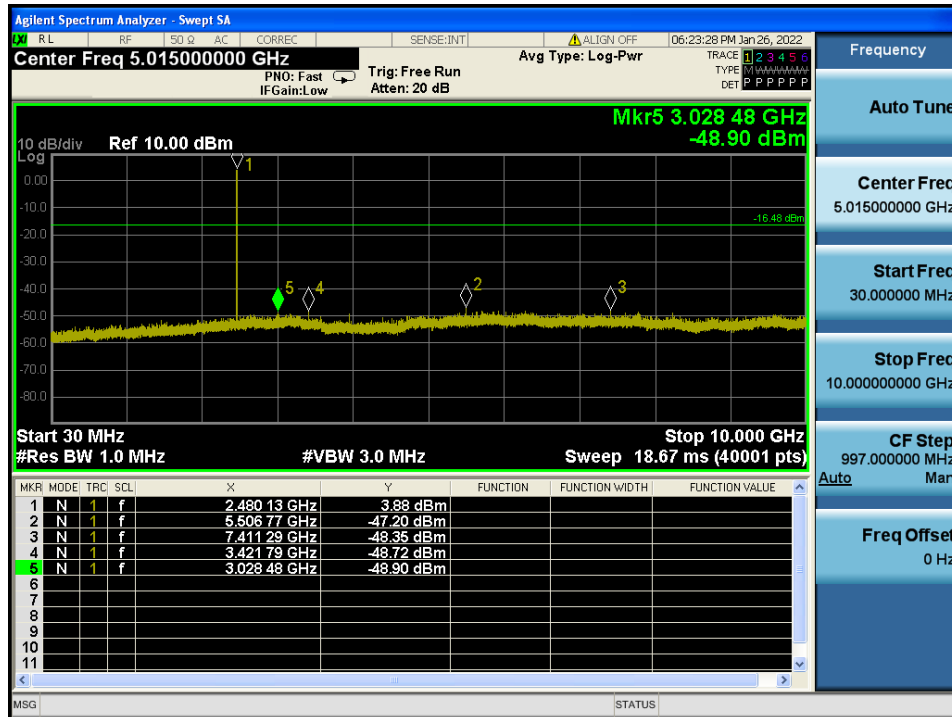 Agilent Spectrum Analyzer - Swept SA
LXI RL RF 50 Ω AC CORREC SENSE:INT ALIGN OFF 06:23:28 PM Jan 26, 2022
Center Freq 5.015000000 GHz
PNO: Fast
IFGain:Low
Trig: Free Run
Atten: 20 dB
Avg Type: Log-Pwr
TRACE 1 2 3 4 5 6
TYPE M WWWWW
DET P P P P P P
Mkr5 3.028 48 GHz
-48.90 dBm
10 dB/div Ref 10.00 dBm
Log
0.00
-10.0
-20.0
-30.0
-40.0
-50.0
-60.0
-70.0
-80.0
1
-16.48 dBm
5
4
2
3
Start 30 MHz Stop 10.000 GHz
#Res BW 1.0 MHz #VBW 3.0 MHz Sweep 18.67 ms (40001 pts)
MKR MODE TRC SCL X Y FUNCTION FUNCTION WIDTH FUNCTION VALUE
1 N 1 f 2.480 13 GHz 3.88 dBm
2 N 1 f 5.506 77 GHz -47.20 dBm
3 N 1 f 7.411 29 GHz -48.35 dBm
4 N 1 f 3.421 79 GHz -48.72 dBm
5 N 1 f 3.028 48 GHz -48.90 dBm
6
7
8
9
10
11
MSG STATUS
Frequency
Auto Tune
Center Freq
5.015000000 GHz
Start Freq
30.000000 MHz
Stop Freq
10.000000000 GHz
CF Step
997.000000 MHz
Auto Man
Freq Offset
0 Hz